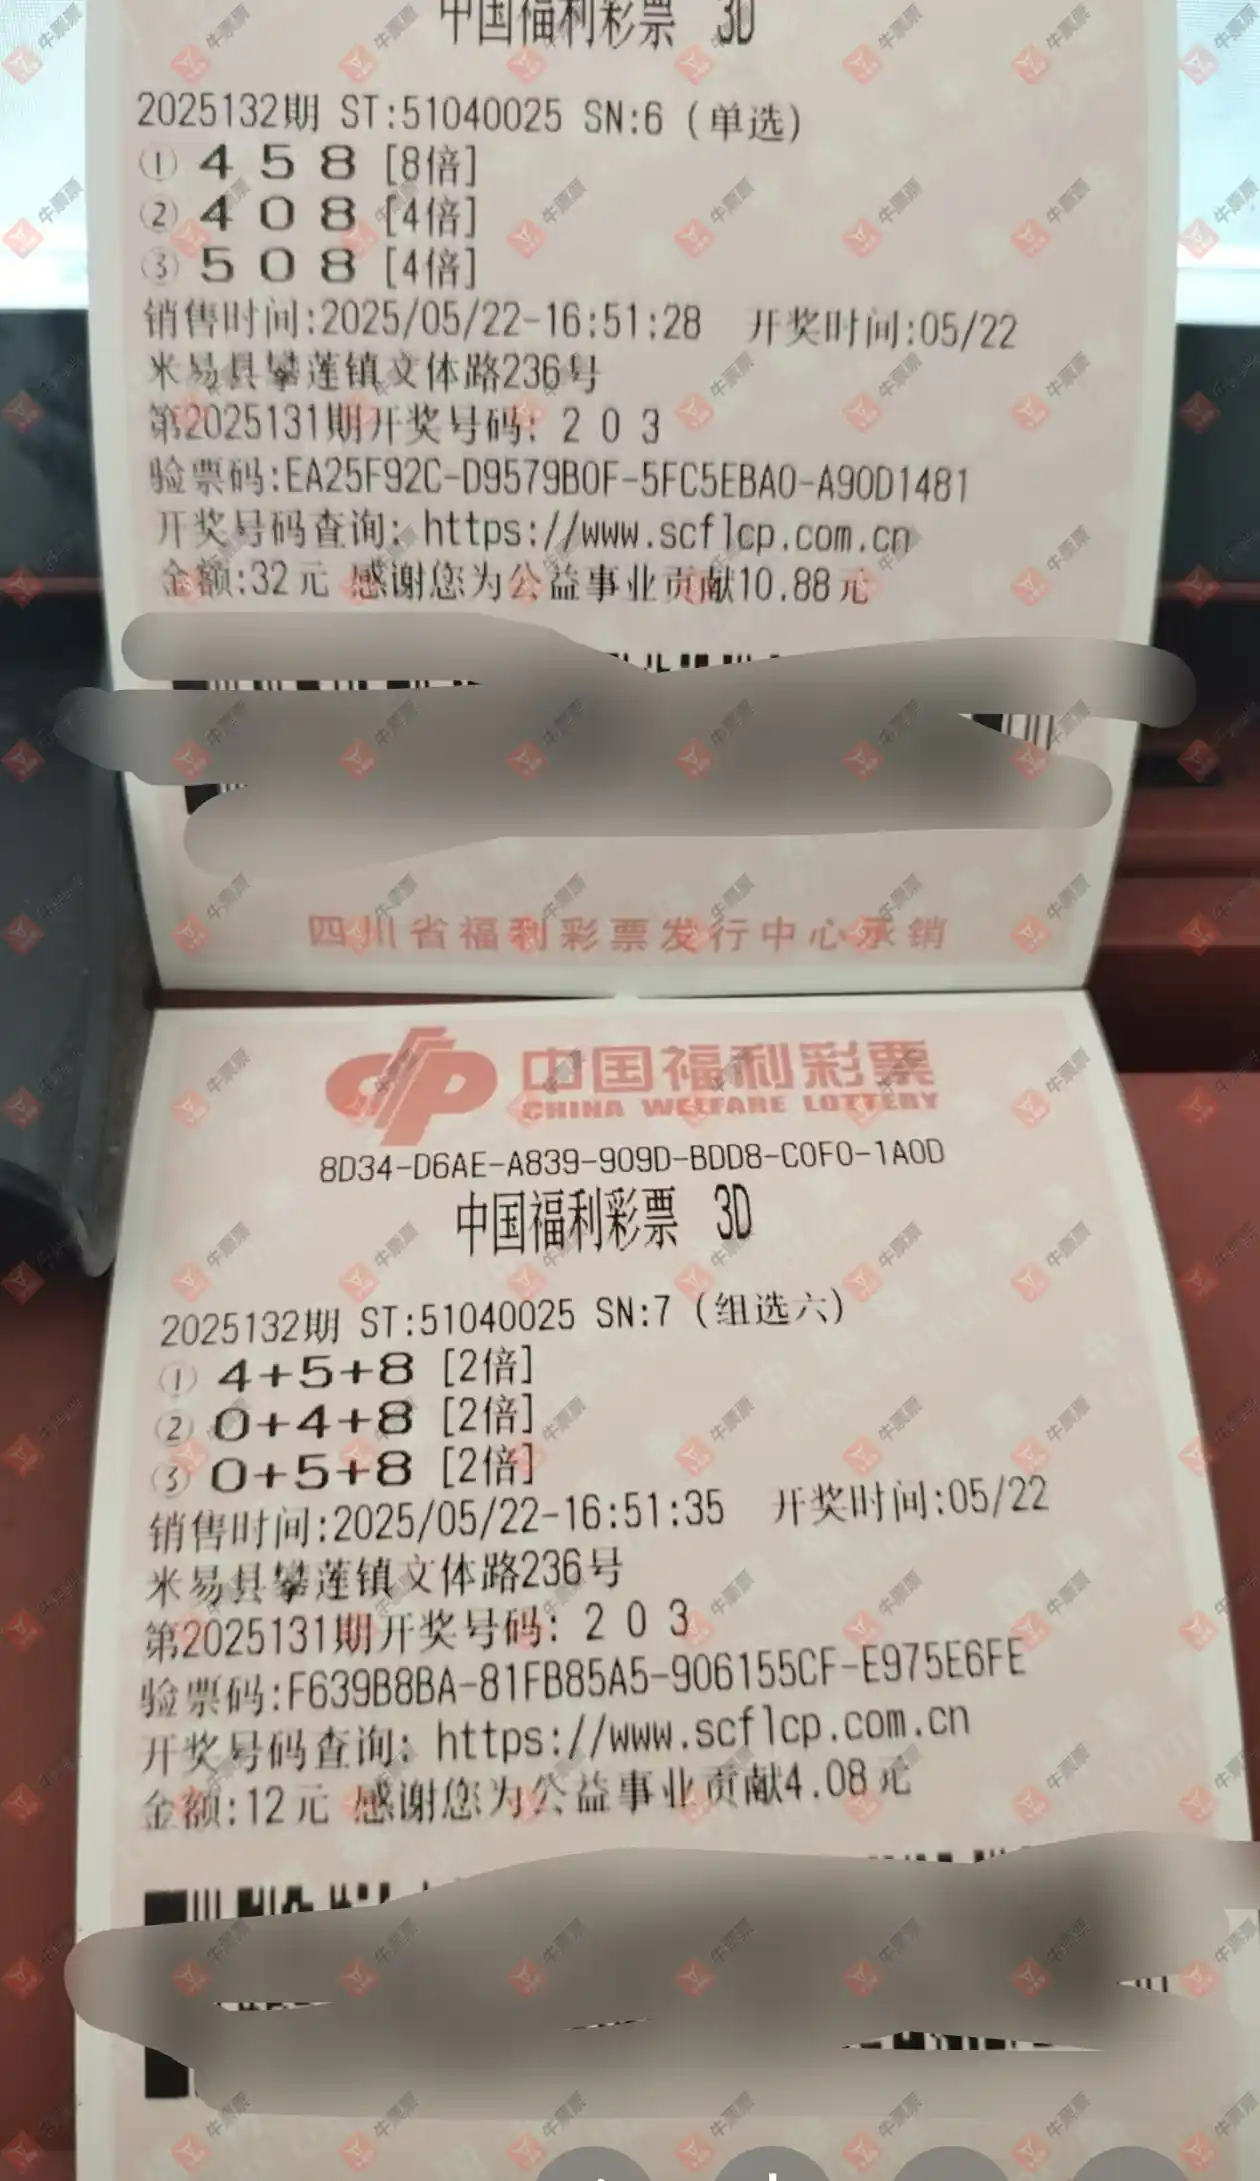 中国福利彩票 3D
2025132期 ST:51040025 SN:6 (单选)
① 4 5 8 [8倍]
② 4 0 8 [4倍]
③ 5 0 8 [4倍]
销售时间:2025/05/22-16:51:28 开奖时间:05/22
米易县攀莲镇文体路236号
第2025131期开奖号码: 2 0 3
验票码:EA25F92C-D9579B0F-5FC5EBA0-A90D1481
开奖号码查询: https://www.scflcp.com.cn
金额:32元 感谢您为公益事业贡献10.88元
四川省福利彩票发行中心承销
中国福利彩票
CHINA WELFARE LOTTERY
8D34-D6AE-A839-909D-BDD8-C0F0-1A0D
中国福利彩票 3D
2025132期 ST:51040025 SN:7 (组选六)
① 4+5+8 [2倍]
② 0+4+8 [2倍]
③ 0+5+8 [2倍]
销售时间:2025/05/22-16:51:35 开奖时间:05/22
米易县攀莲镇文体路236号
第2025131期开奖号码: 2 0 3
验票码:F639B8BA-81FB85A5-906155CF-E975E6FE
开奖号码查询: https://www.scflcp.com.cn
金额:12元 感谢您为公益事业贡献4.08元
牛票票